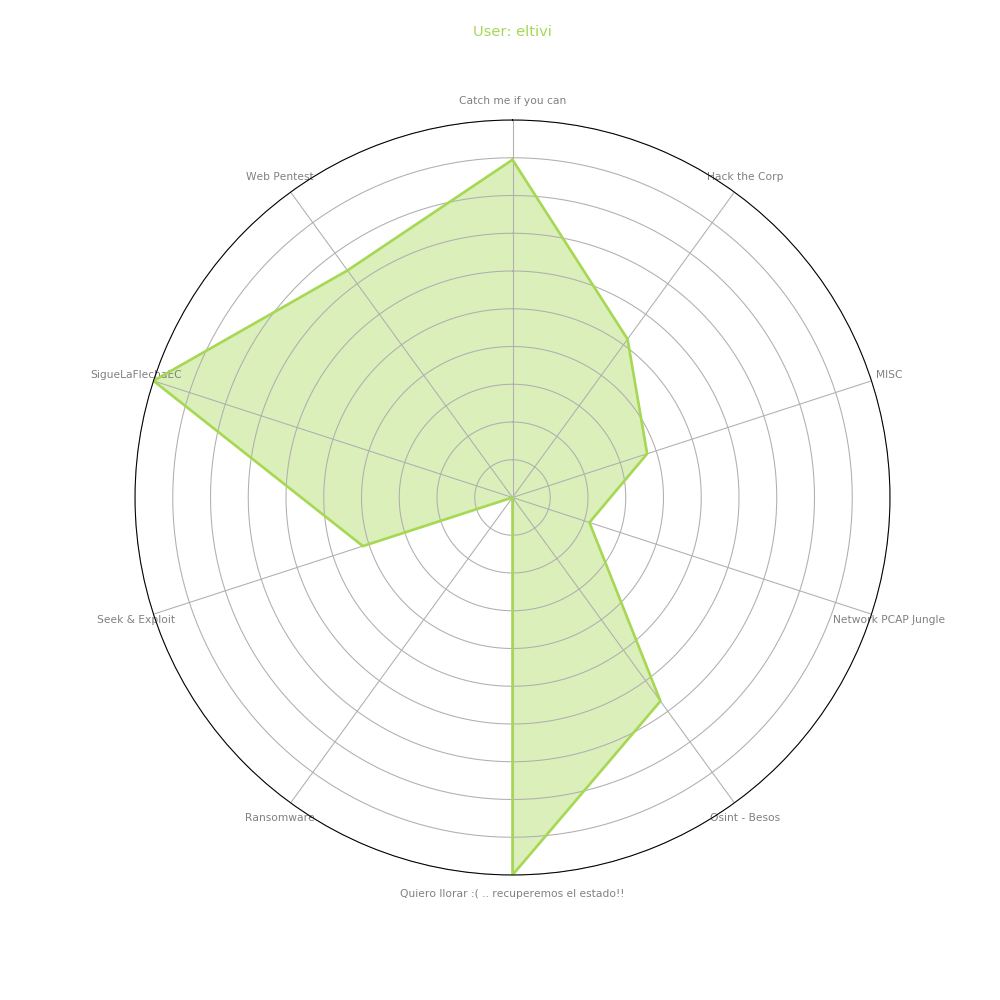 User: eltivi
Catch me if you can
Web Pentest
Hack the Corp
SigueLaFlechaEC
MISC
Seek & Exploit
Network PCAP Jungle
Ransomware
Osint - Besos
Quiero llorar :( .. recuperemos el estado!!